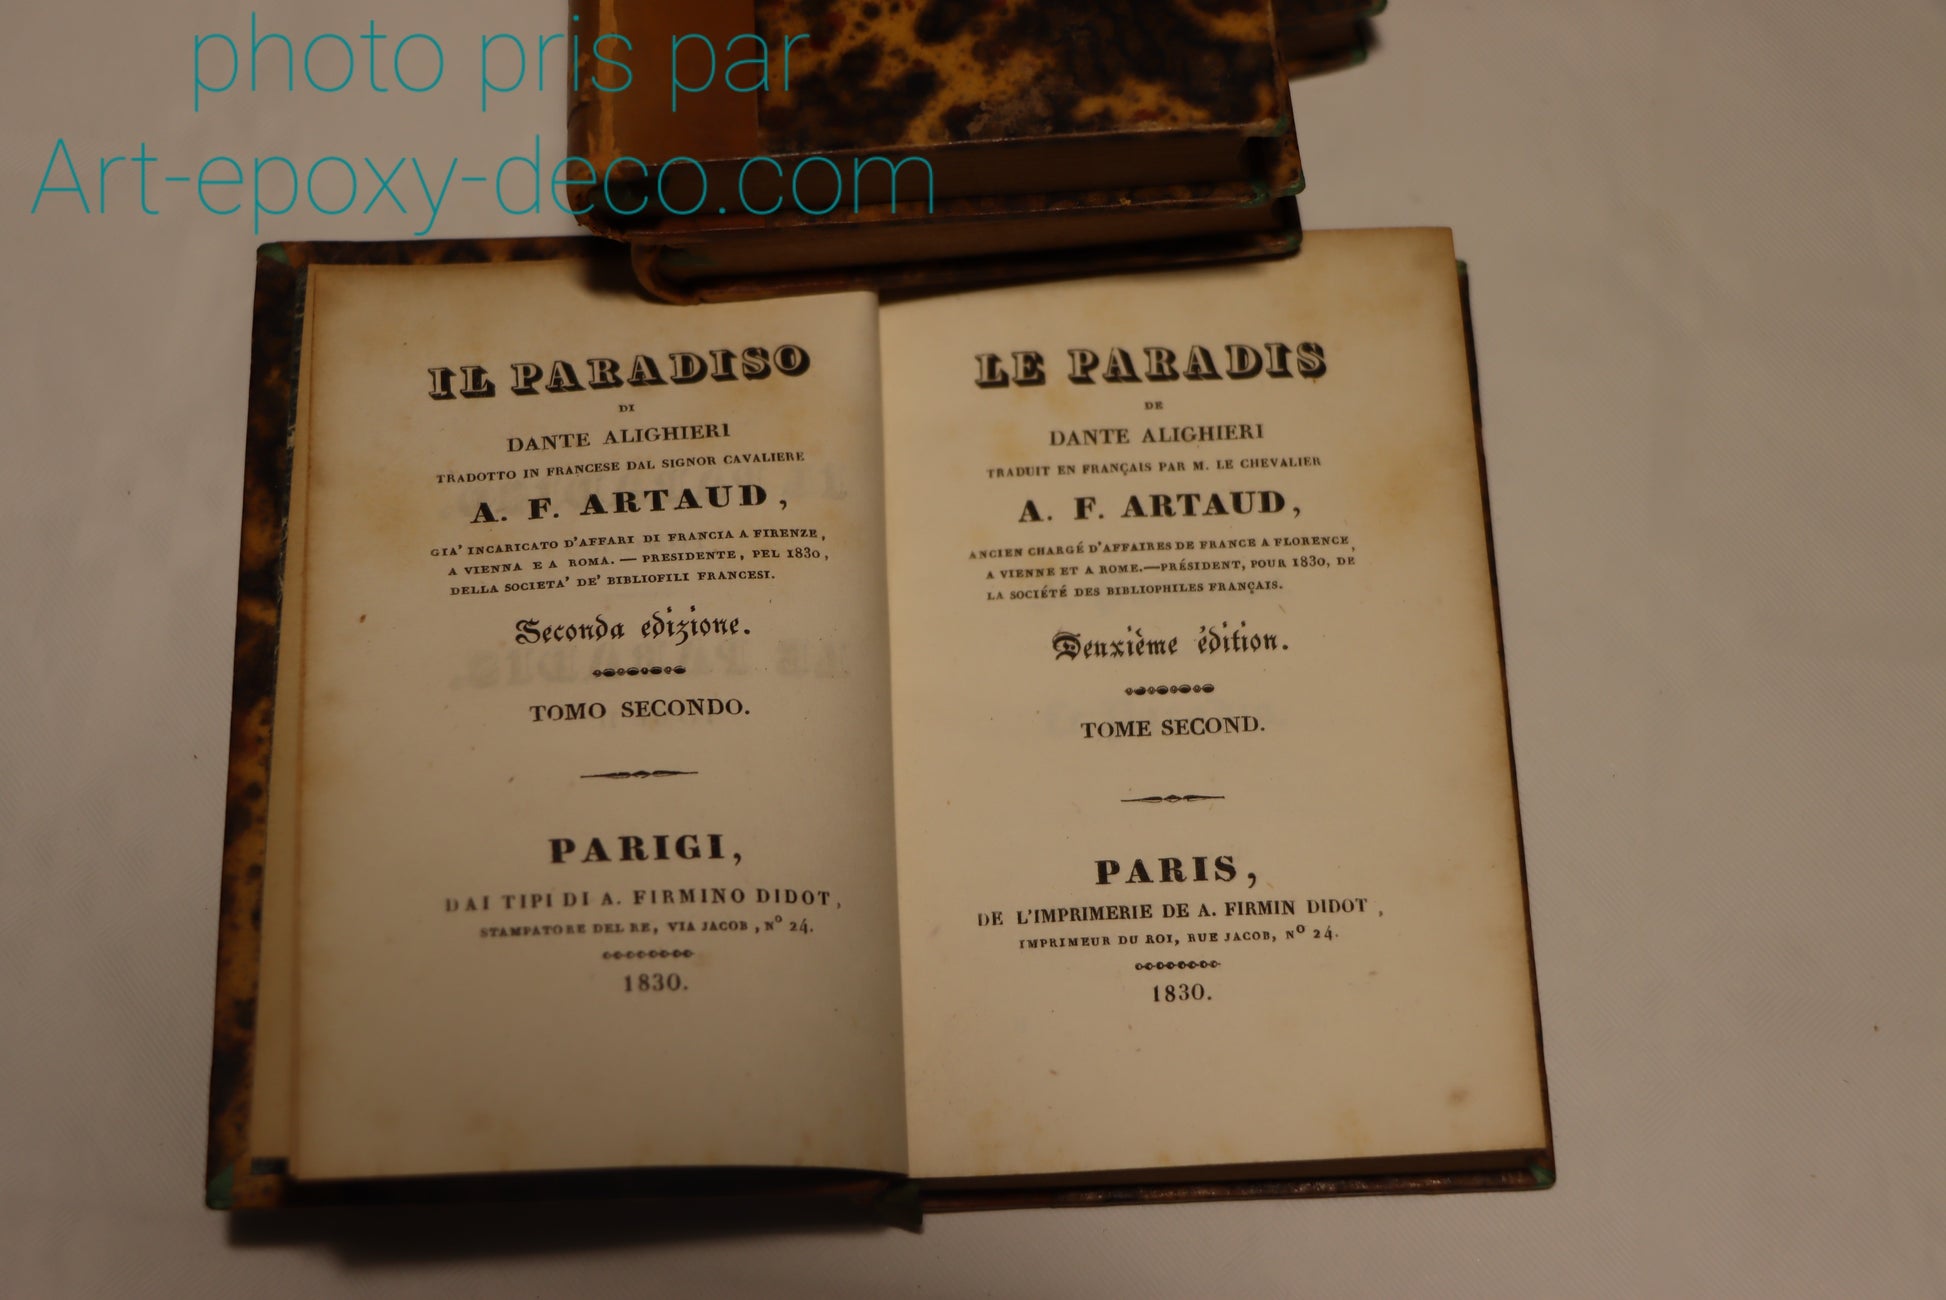 photo pris par
Art-epoxy-deco.com
IL PARADISO
DI
DANTE ALIGHIERI
TRADOTTO IN FRANCESE DAL SIGNOR CAVALIERE
A. F. ARTAUD,
GIA' INCARICATO D'AFFARI DI FRANCIA A FIRENZE,
A VIENNA E A ROMA. — PRESIDENTE, PEL 1830,
DELLA SOCIETA' DE' BIBLIOFILI FRANCESI.
Seconda edizione.
TOMO SECONDO.
PARIGI,
DAI TIPI DI A. FIRMINO DIDOT,
STAMPATORE DEL RE, VIA JACOB, Nº 24.
1830.
LE PARADIS
DE
DANTE ALIGHIERI
TRADUIT EN FRANÇAIS PAR M. LE CHEVALIER
A. F. ARTAUD,
ANCIEN CHARGÉ D'AFFAIRES DE FRANCE A FLORENCE,
A VIENNE ET A ROME.—PRÉSIDENT, POUR 1830, DE
LA SOCIÉTÉ DES BIBLIOPHILES FRANÇAIS.
Deuxième édition.
TOME SECOND.
PARIS,
DE L'IMPRIMERIE DE A. FIRMIN DIDOT,
IMPRIMEUR DU ROI, RUE JACOB, Nº 24.
1830.